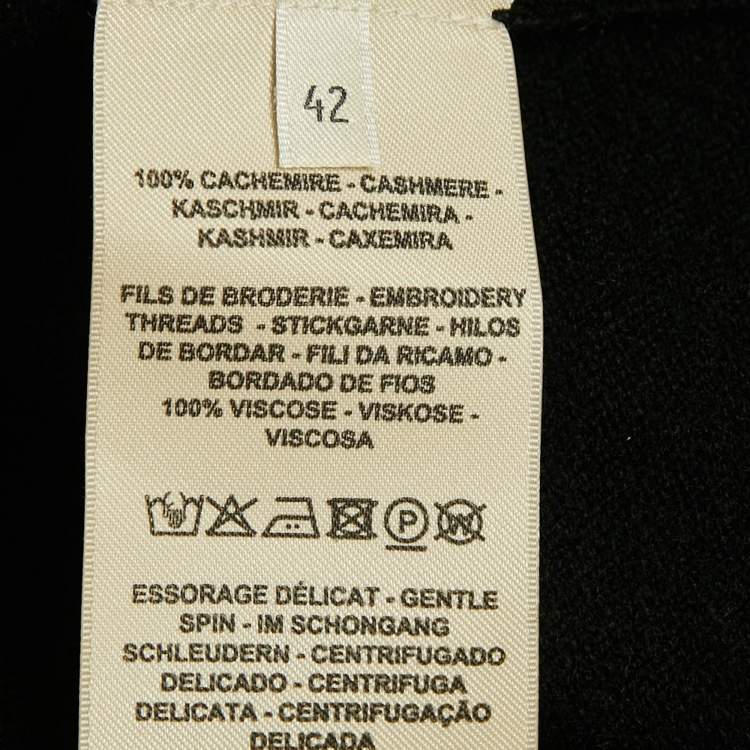 42
100% CACHEMIRE - CASHMERE -
KASCHMIR - CACHEMIRA -
KASHMIR - CAXEMIRA
FILS DE BRODERIE - EMBROIDERY
THREADS - STICKGARNE - HILOS
DE BORDAR - FILI DA RICAMO -
BORDADO DE FIOS
100% VISCOSE - VISKOSE -
VISCOSA
P W
ESSORAGE DÉLICAT - GENTLE
SPIN - IM SCHONGANG
SCHLEUDERN - CENTRIFUGADO
DELICADO - CENTRIFUGA
DELICATA - CENTRIFUGAÇÃO
DELICADA